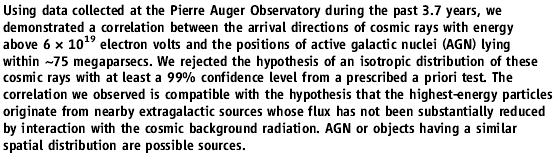 Using data collected at the Pierre Auger Observatory during the past 3.7 years, we
demonstrated a correlation between the arrival directions of cosmic rays with energy
above 6 × 10¹⁹ electron volts and the positions of active galactic nuclei (AGN) lying
within ~75 megaparsecs. We rejected the hypothesis of an isotropic distribution of these
cosmic rays with at least a 99% confidence level from a prescribed a priori test. The
correlation we observed is compatible with the hypothesis that the highest-energy particles
originate from nearby extragalactic sources whose flux has not been substantially reduced
by interaction with the cosmic background radiation. AGN or objects having a similar
spatial distribution are possible sources.